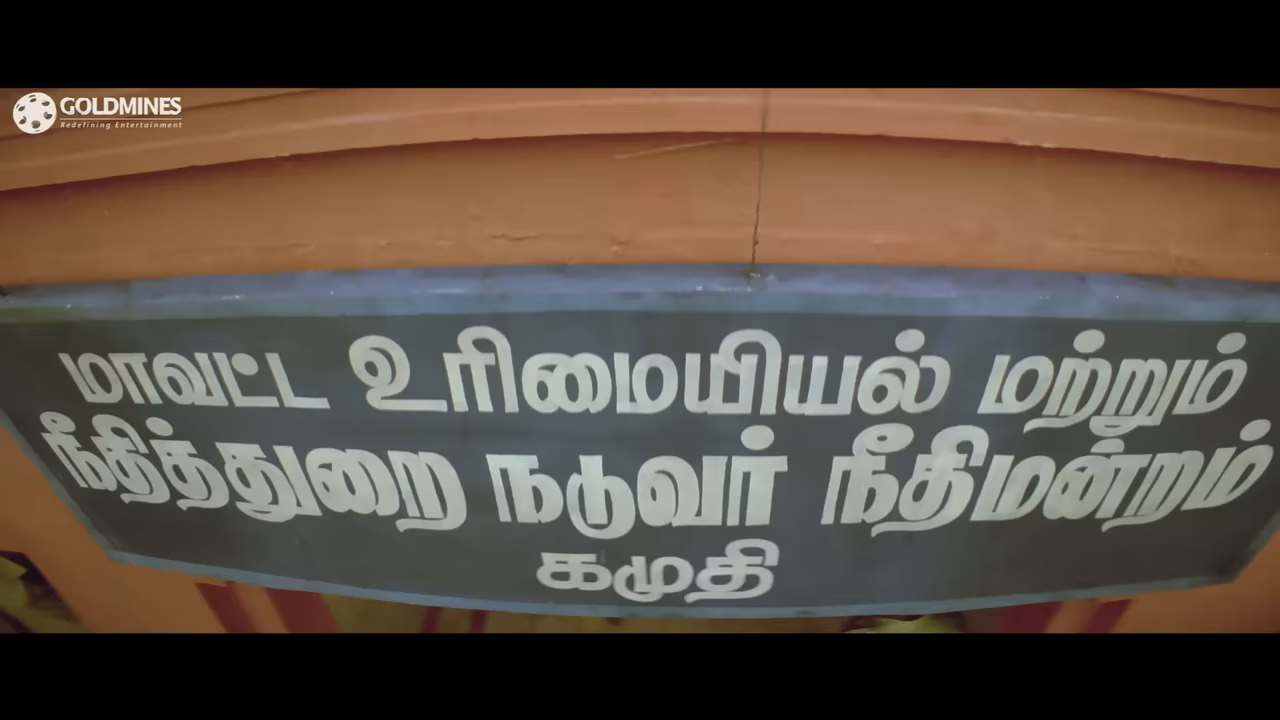 GOLDMINES
Redefining Entertainment
மாவட்ட உரிமையியல் மற்றும்
நீதித்துறை நடுவர் நீதிமன்றம்
கமுதி